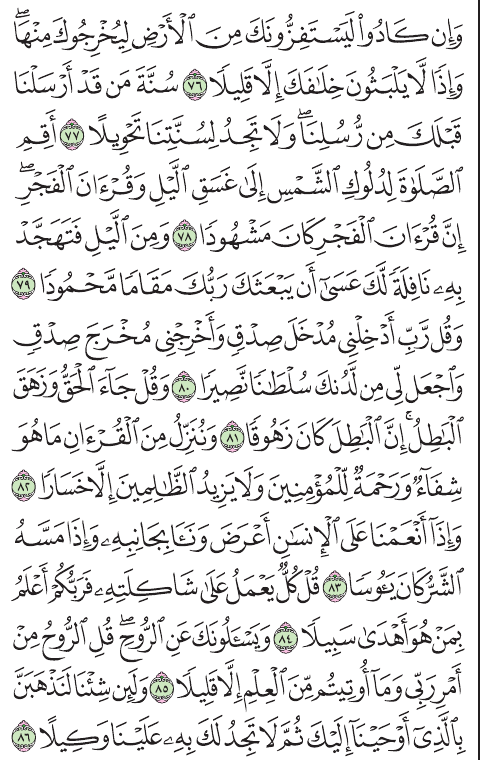 وَإِن كَادُواْ لَيَسْتَفِزُّونَكَ مِنَ ٱلْأَرْضِ لِيُخْرِجُوكَ مِنْهَاۖ
وَإِذًا لَّا يَلْبَثُونَ خِلَٰفَكَ إِلَّا قَلِيلًا ٧٦ سُنَّةَ مَن قَدْ أَرْسَلْنَا
قَبْلَكَ مِن رُّسُلِنَاۖ وَلَا تَجِدُ لِسُنَّتِنَا تَحْوِيلًا ٧٧ أَقِمِ
ٱلصَّلَوٰةَ لِدُلُوكِ ٱلشَّمْسِ إِلَىٰ غَسَقِ ٱلَّيْلِ وَقُرْءَانَ ٱلْفَجْرِۖ
إِنَّ قُرْءَانَ ٱلْفَجْرِ كَانَ مَشْهُودًا ٧٨ وَمِنَ ٱلَّيْلِ فَتَهَجَّدْ
بِهِۦ نَافِلَةً لَّكَ عَسَىٰٓ أَن يَبْعَثَكَ رَبُّكَ مَقَامًا مَّحْمُودًا ٧٩
وَقُل رَّبِّ أَدْخِلْنِى مُدْخَلَ صِدْقٍ وَأَخْرِجْنِى مُخْرَجَ صِدْقٍ
وَٱجْعَل لِّى مِن لَّدُنكَ سُلْطَٰنًا نَّصِيرًا ٨٠ وَقُلْ جَآءَ ٱلْحَقُّ وَزَهَقَ
ٱلْبَٰطِلُۚ إِنَّ ٱلْبَٰطِلَ كَانَ زَهُوقًا ٨١ وَنُنَزِّلُ مِنَ ٱلْقُرْءَانِ مَا هُوَ
شِفَآءٌ وَرَحْمَةٌ لِّلْمُؤْمِنِينَ وَلَا يَزِيدُ ٱلظَّٰلِمِينَ إِلَّا خَسَارًا ٨٢
وَإِذَآ أَنْعَمْنَا عَلَى ٱلْإِنسَٰنِ أَعْرَضَ وَنَـَٔا بِجَانِبِهِۦ وَإِذَا مَسَّهُ
ٱلشَّرُّ كَانَ يَـُٔوسًا ٨٣ قُلْ كُلٌّ يَعْمَلُ عَلَىٰ شَاكِلَتِهِۦ فَرَبُّكُمْ أَعْلَمُ
بِمَنْ هُوَ أَهْدَىٰ سَبِيلًا ٨٤ وَيَسْـَٔلُونَكَ عَنِ ٱلرُّوحِۖ قُلِ ٱلرُّوحُ مِنْ
أَمْرِ رَبِّى وَمَآ أُوتِيتُم مِّنَ ٱلْعِلْمِ إِلَّا قَلِيلًا ٨٥ وَلَئِن شِئْنَا لَنَذْهَبَنَّ
بِٱلَّذِىٓ أَوْحَيْنَآ إِلَيْكَ ثُمَّ لَا تَجِدُ لَكَ بِهِۦ عَلَيْنَا وَكِيلًا ٨٦